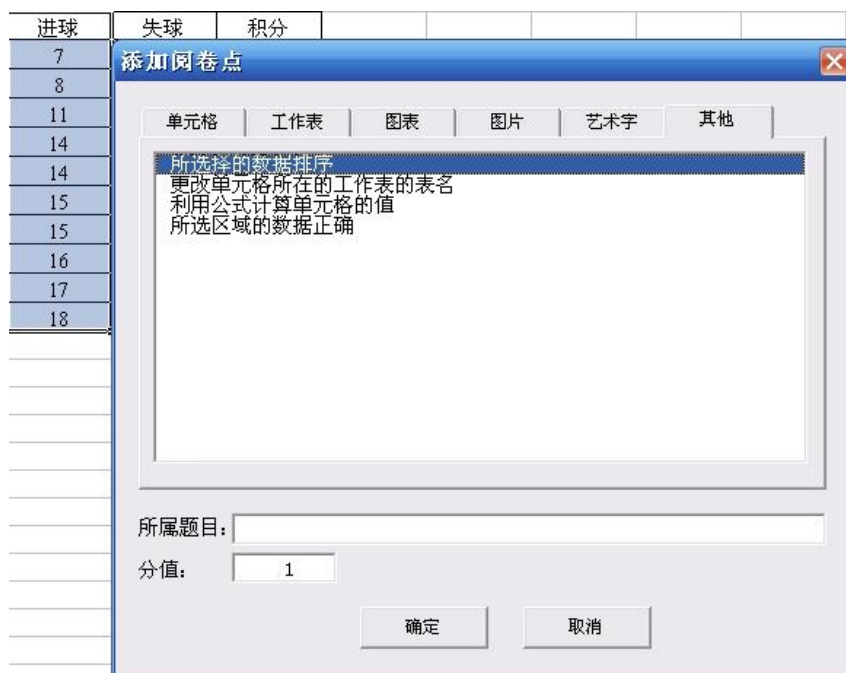 进球 失球 积分
7
添加阅卷点
8
11
单元格 工作表 图表 图片 艺术字 其他
14
14
所选择的数据排序
更改单元格所在的工作表的表名
15
利用公式计算单元格的值
15
所选区域的数据正确
16
17
18
所属题目：
分值： 1
确定 取消